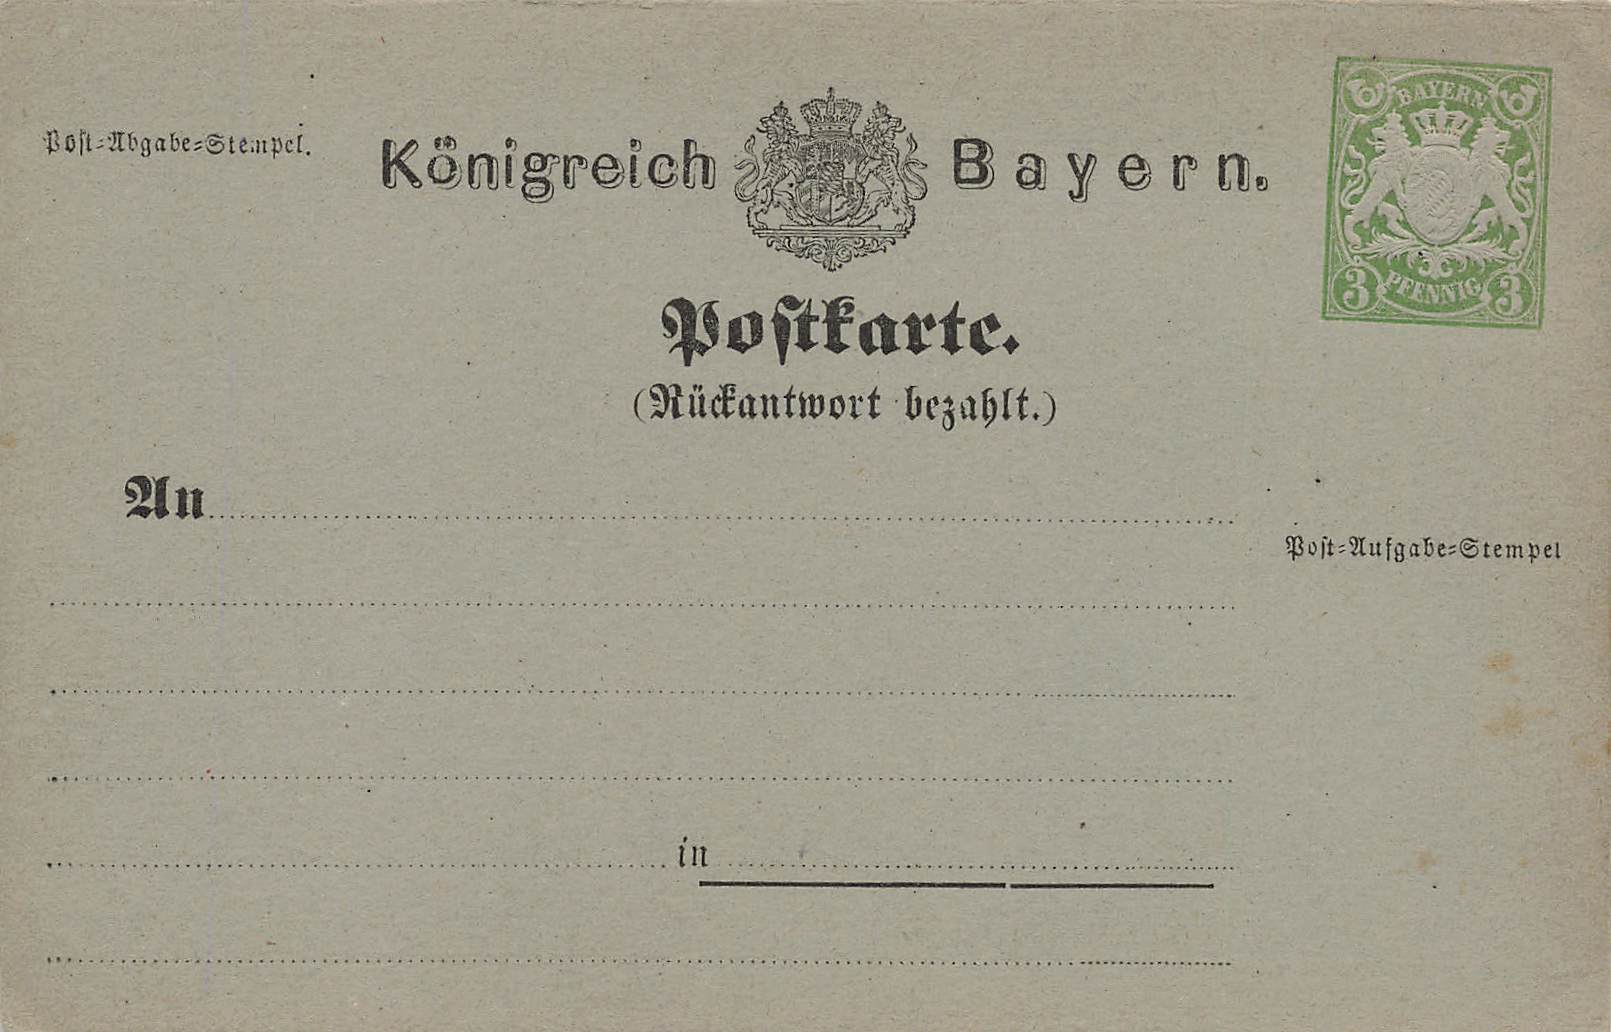 BAYERN
Post-Abgabe-Stempel.
Königreich Bayern.
3 PFENNIG 3
Postkarte.
(Rückantwort bezahlt.)
An
Post-Aufgabe-Stempel
in